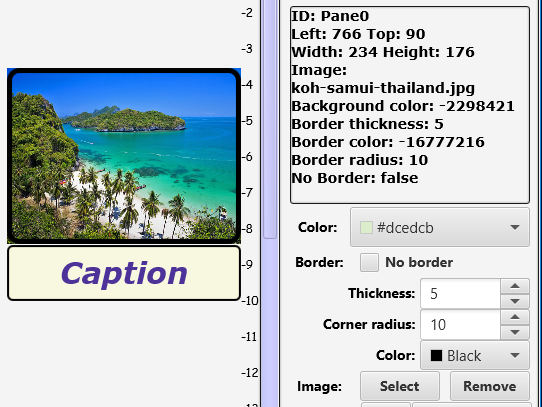 -2
-3
-4
-5
-6
-7
-8
-9
-10
-11
-12
Caption
ID: Pane0
Left: 766 Top: 90
Width: 234 Height: 176
Image:
koh-samui-thailand.jpg
Background color: -2298421
Border thickness: 5
Border color: -16777216
Border radius: 10
No Border: false
Color: #dcedcb
Border: No border
Thickness: 5
Corner radius: 10
Color: Black
Image: Select Remove